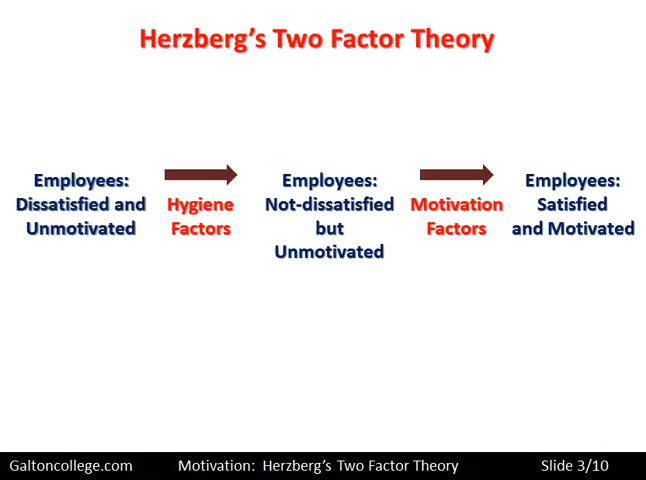 Herzberg's Two Factor Theory
Employees:
Dissatisfied and
Unmotivated
Hygiene
Factors
Employees:
Not-dissatisfied
but
Unmotivated
Motivation
Factors
Employees:
Satisfied
and Motivated
Galtoncollege.com
Motivation: Herzberg's Two Factor Theory
Slide 3/10